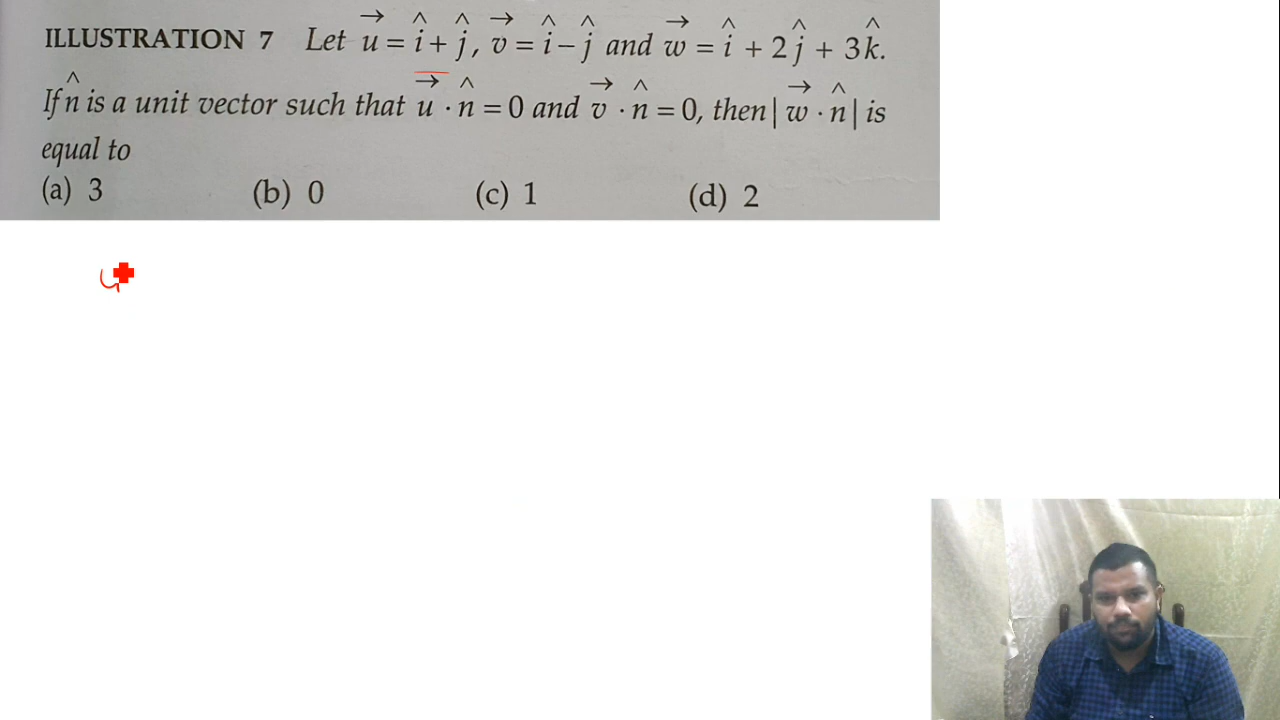 ILLUSTRATION 7 Let u⃗ = î + ĵ, v⃗ = î − ĵ and w⃗ = î + 2ĵ + 3k̂.
If n̂ is a unit vector such that u⃗ · n̂ = 0 and v⃗ · n̂ = 0, then | w⃗ · n̂ | is
equal to
(a) 3 (b) 0 (c) 1 (d) 2